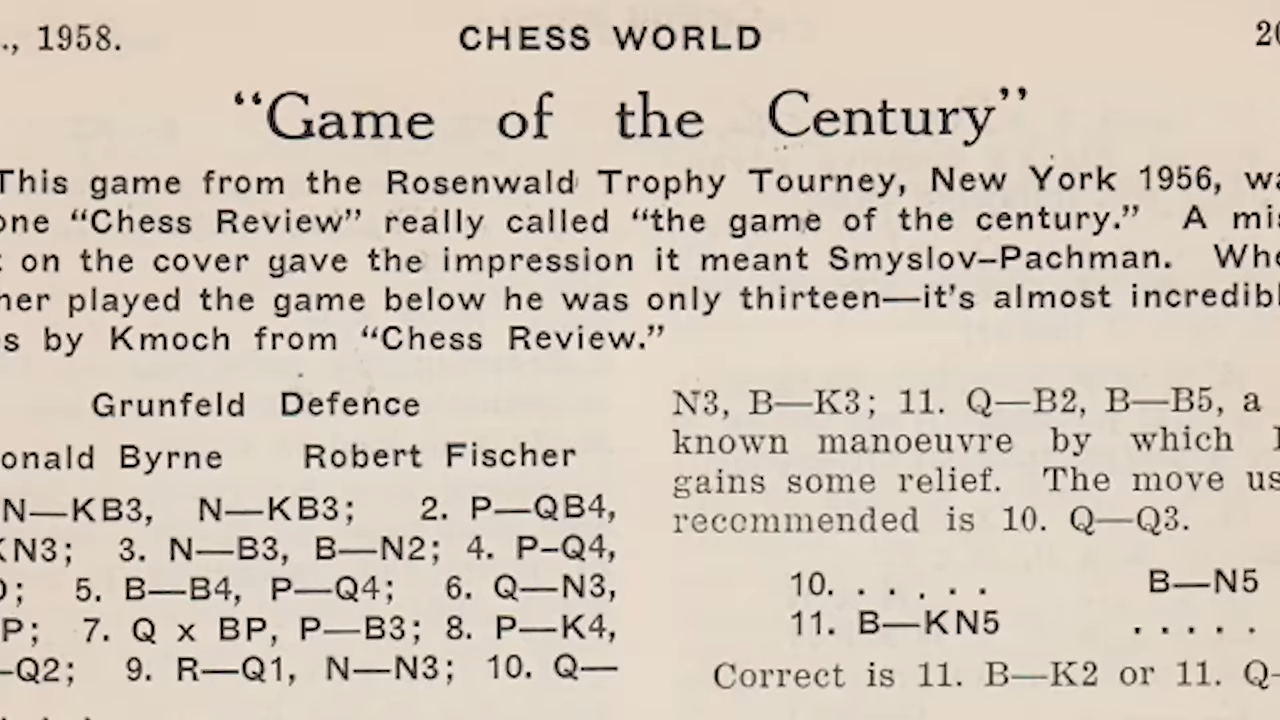 ., 1958.
CHESS WORLD
20
“Game of the Century”
This game from the Rosenwald Trophy Tourney, New York 1956, wa
one “Chess Review” really called “the game of the century.” A mi
on the cover gave the impression it meant Smyslov–Pachman. Whe
her played the game below he was only thirteen—it's almost incredibl
s by Kmoch from “Chess Review.”
Grunfeld Defence
onald Byrne Robert Fischer
N—KB3, N—KB3; 2. P—QB4,
KN3; 3. N—B3, B—N2; 4. P–Q4,
; 5. B—B4, P—Q4; 6. Q—N3,
P; 7. Q x BP, P—B3; 8. P—K4,
–Q2; 9. R—Q1, N—N3; 10. Q—
N3, B—K3; 11. Q—B2, B—B5, a
known manoeuvre by which
gains some relief. The move us
recommended is 10. Q—Q3.
10. . . . . . B—N5
11. B—KN5 . . . . .
Correct is 11. B—K2 or 11. Q-